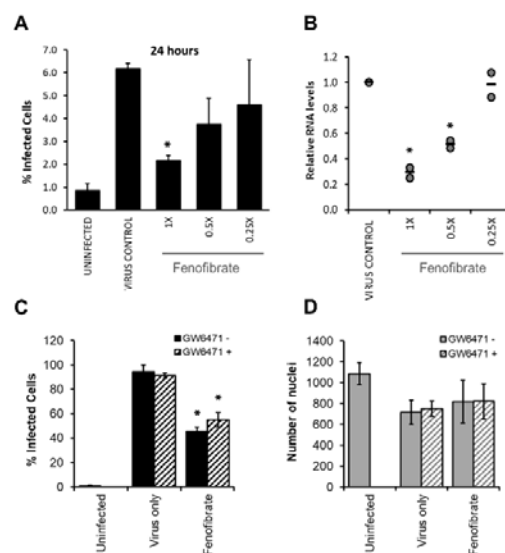 A
24 hours
% Infected Cells
7.0
6.0
5.0
4.0
3.0
2.0
1.0
0.0
UNINFECTED
VIRUS CONTROL
1X
0.5X
0.25X
Fenofibrate
B
Relative RNA levels
1.2
1.0
0.8
0.6
0.4
0.2
0
VIRUS CONTROL
1X
0.5X
0.25X
Fenofibrate
*
*
*
C
GW6471 -
GW6471 +
% Infected Cells
120
100
80
60
40
20
0
* *
Uninfected
Virus only
Fenofibrate
D
GW6471 -
GW6471 +
Number of nuclei
1400
1200
1000
800
600
400
200
0
Uninfected
Virus only
Fenofibrate